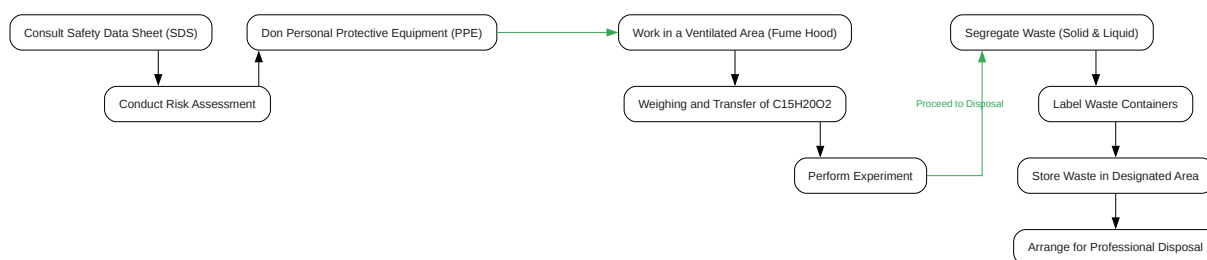 Consult Safety Data Sheet (SDS)
Don Personal Protective Equipment (PPE)
Work in a Ventilated Area (Fume Hood)
Segregate Waste (Solid & Liquid)
Conduct Risk Assessment
Weighing and Transfer of C15H20O2
Proceed to Disposal
Label Waste Containers
Perform Experiment
Store Waste in Designated Area
Arrange for Professional Disposal